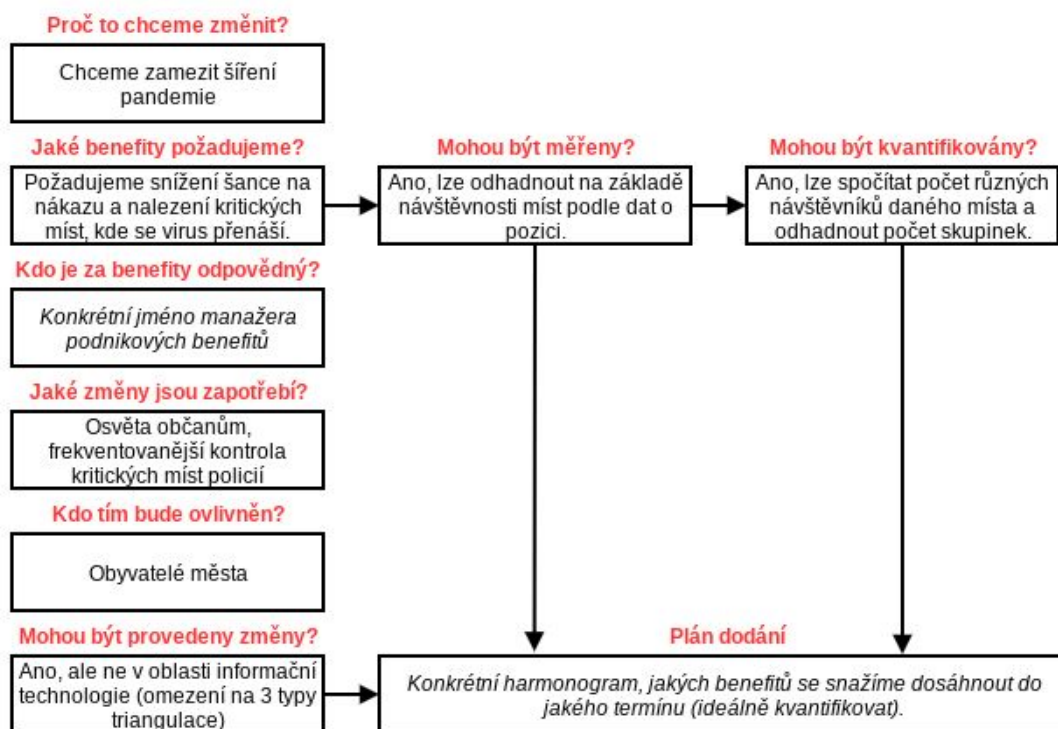 Proč to chceme změnit?
Chceme zamezit šíření
pandemie
Jaké benefity požadujeme?
Požadujeme snížení šance na
nákazu a nalezení kritických
míst, kde se virus přenáší.
Mohou být měřeny?
Ano, lze odhadnout na základě
návštěvnosti míst podle dat o
pozici.
Mohou být kvantifikovány?
Ano, lze spočítat počet různých
návštěvníků daného místa a
odhadnout počet skupinek.
Kdo je za benefity odpovědný?
Konkrétní jméno manažera
podnikových benefitů
Jaké změny jsou zapotřebí?
Osvěta občanům,
frekventovanější kontrola
kritických míst policií
Kdo tím bude ovlivněn?
Obyvatelé města
Mohou být provedeny změny?
Ano, ale ne v oblasti informační
technologie (omezení na 3 typy
triangulace)
Plán dodání
Konkrétní harmonogram, jakých benefitů se snažíme dosáhnout do
jakého termínu (ideálně kvantifikovat).